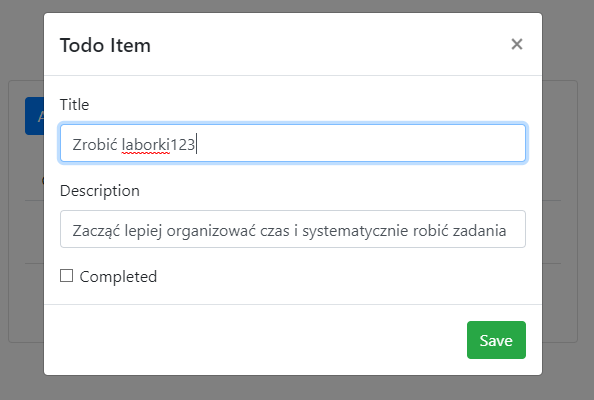 Todo Item
×
Title
Zrobić laborki123
Description
Zacząć lepiej organizować czas i systematycznie robić zadania
Completed
Save